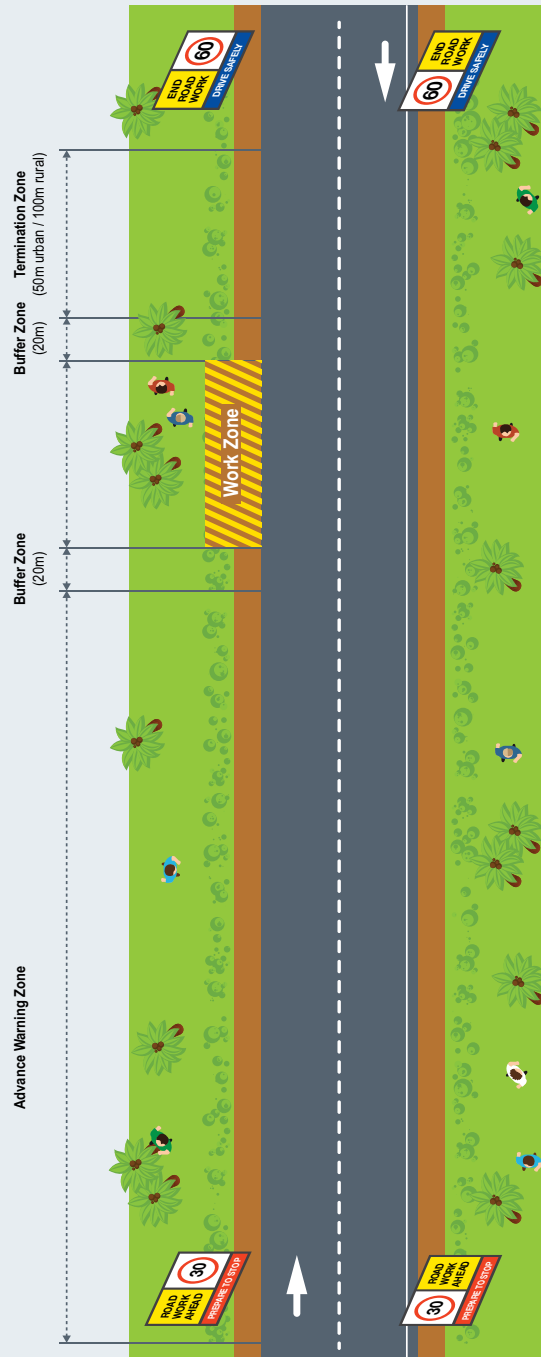 60
END
ROAD
WORK
DRIVE SAFELY
END
ROAD
WORK
60
DRIVE SAFELY
Termination Zone
(50m urban / 100m rural)
Buffer Zone
(20m)
Work Zone
Buffer Zone
(20m)
Advance Warning Zone
30
ROAD
WORK
AHEAD
PREPARE TO STOP
ROAD
WORK
AHEAD
30
PREPARE TO STOP